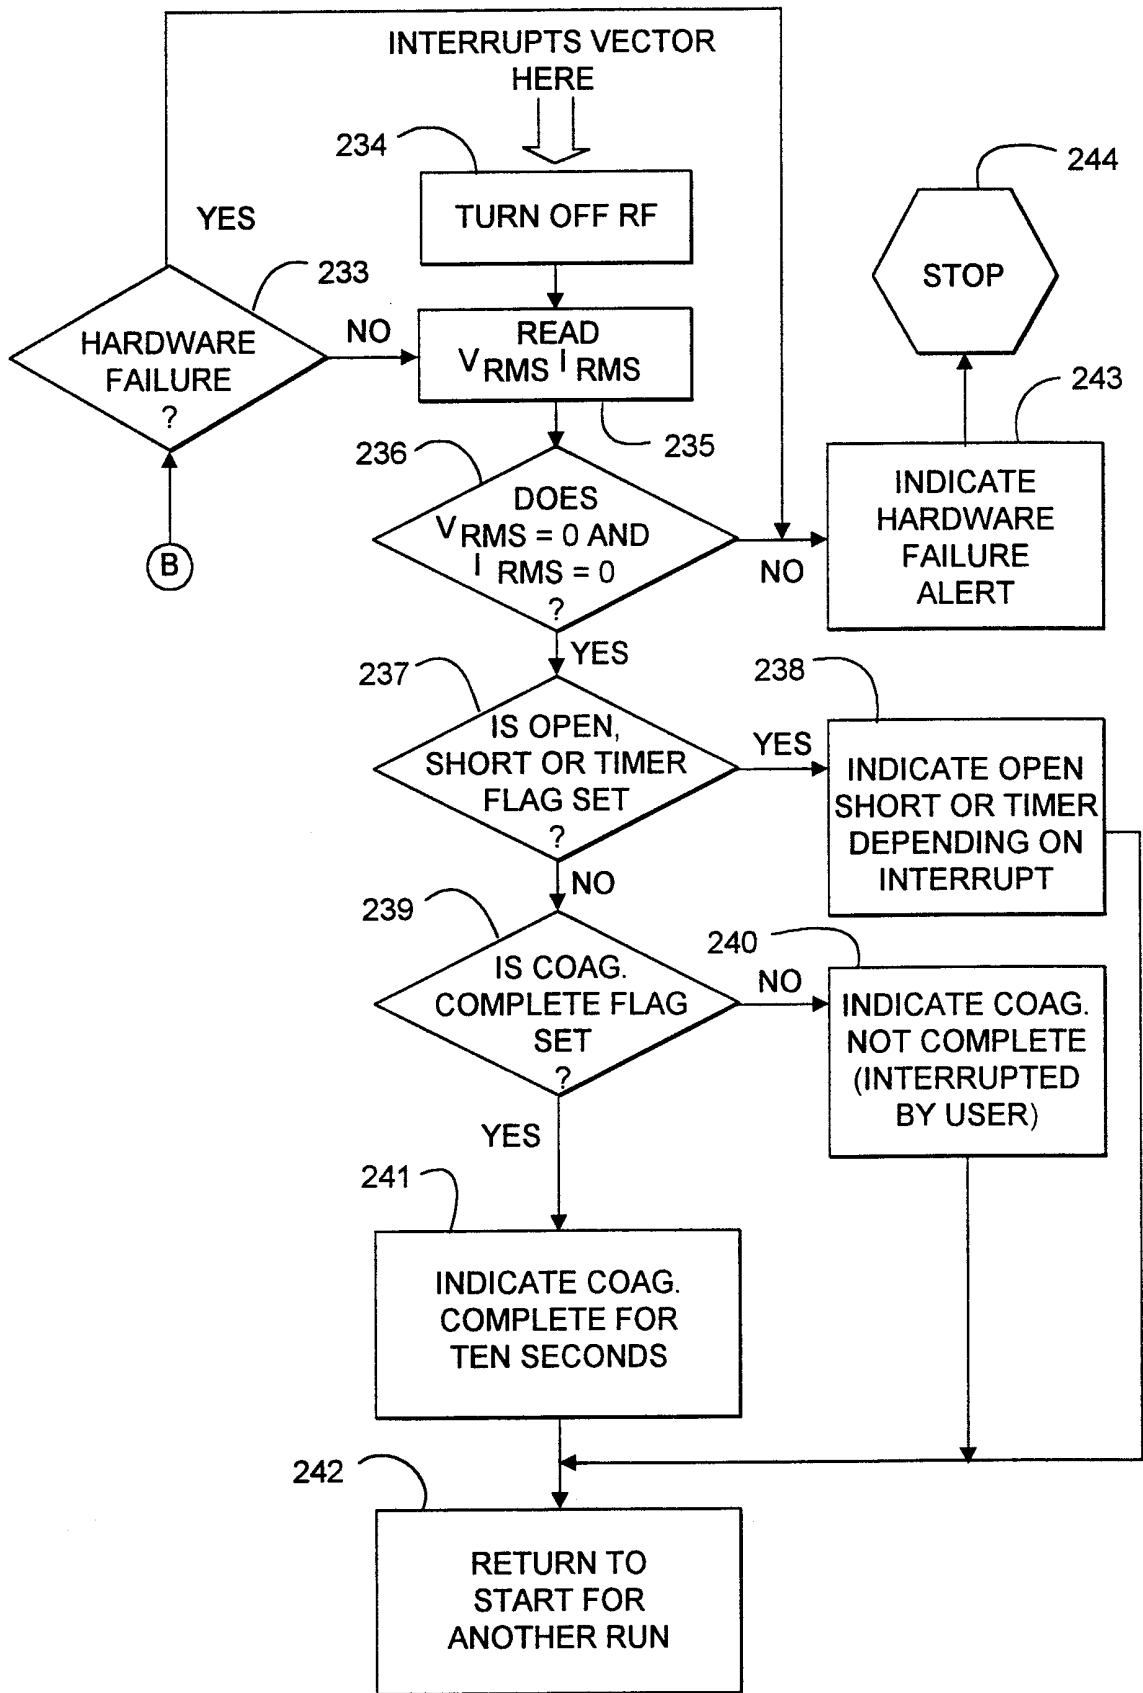 INTERRUPTS VECTOR
HERE
234
244
TURN OFF RF
YES
STOP
233
HARDWARE
FAILURE
?
NO
READ
V RMS I RMS
243
236
235
DOES
V RMS = 0 AND
I RMS = 0
?
NO
INDICATE
HARDWARE
FAILURE
ALERT
B
YES
237
238
IS OPEN,
SHORT OR TIMER
FLAG SET
?
YES
INDICATE OPEN
SHORT OR TIMER
DEPENDING ON
INTERRUPT
NO
239
240
IS COAG.
COMPLETE FLAG
SET
?
NO
INDICATE COAG.
NOT COMPLETE
(INTERRUPTED
BY USER)
YES
241
INDICATE COAG.
COMPLETE FOR
TEN SECONDS
242
RETURN TO
START FOR
ANOTHER RUN